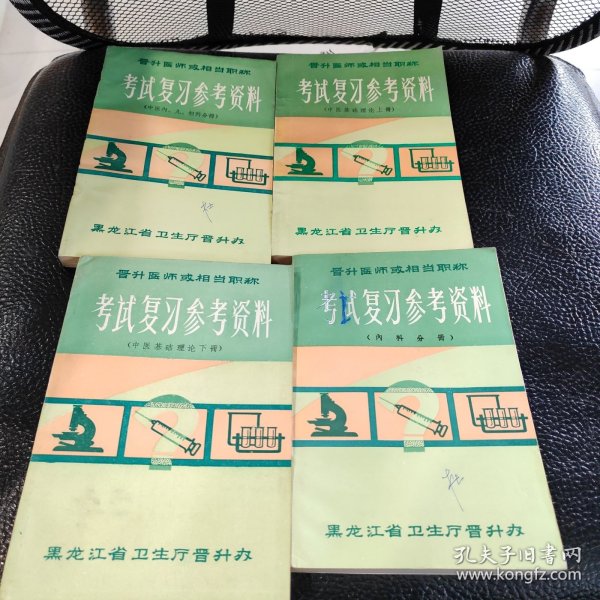 晋升医师或相当职称
考试复习参考资料
(中医内、儿、妇科分册)
黑龙江省卫生厅晋升办
晋升医师或相当职称
考试复习参考资料
(中医基础理论上册)
黑龙江省卫生厅晋升办
晋升医师或相当职称
考试复习参考资料
(中医基础理论下册)
黑龙江省卫生厅晋升办
晋升医师或相当职称
考试复习参考资料
(内科分册)
黑龙江省卫生厅晋升办
孔夫子旧书网
www.kongfz.com